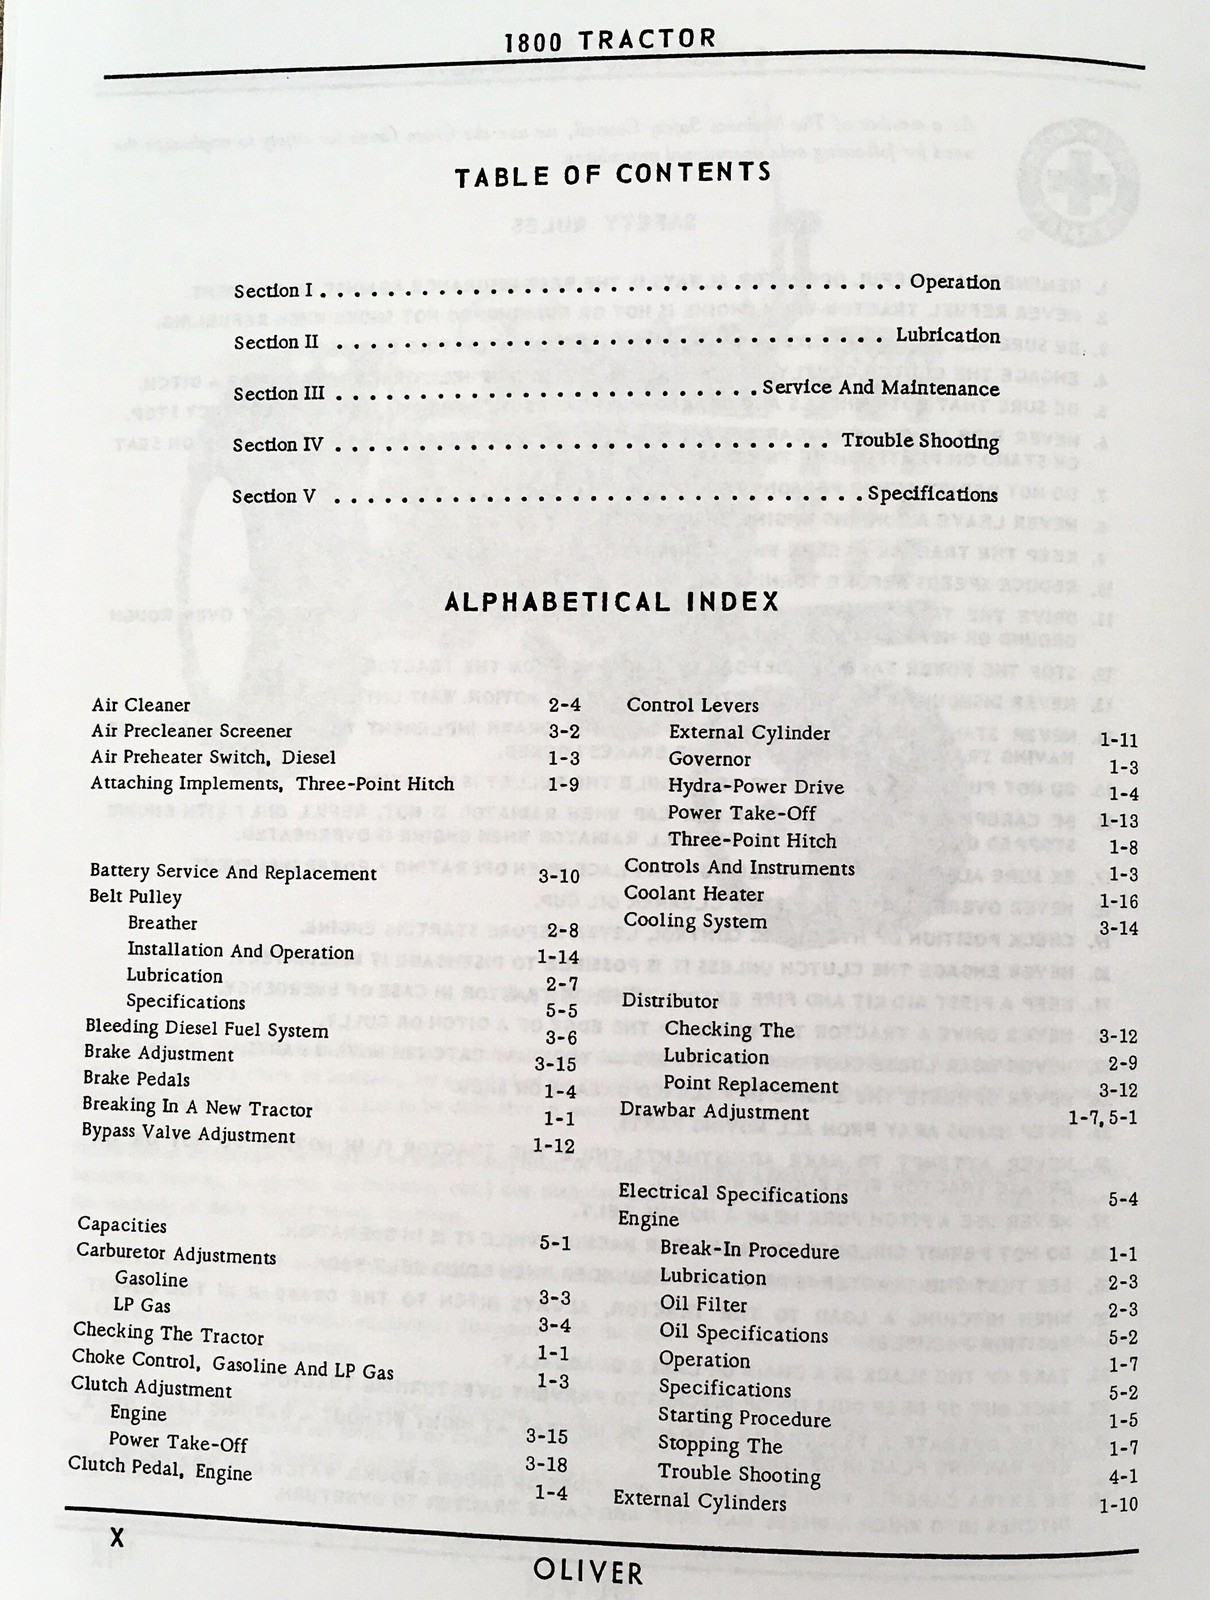 1800 TRACTOR
TABLE OF CONTENTS
Section I . . . . . . . . . . . . . . . . . . . . . . . . . . . . . . . Operation
Section II . . . . . . . . . . . . . . . . . . . . . . . . . . . . . Lubrication
Section III . . . . . . . . . . . . . . . . . . . . . . . Service And Maintenance
Section IV . . . . . . . . . . . . . . . . . . . . . . . . . . . Trouble Shooting
Section V . . . . . . . . . . . . . . . . . . . . . . . . . . . . . Specifications
ALPHABETICAL INDEX
Air Cleaner 2-4
Air Precleaner Screener 3-2
Air Preheater Switch, Diesel 1-3
Attaching Implements, Three-Point Hitch 1-9
Battery Service And Replacement 3-10
Belt Pulley
Breather 2-8
Installation And Operation 1-14
Lubrication 2-7
Specifications 5-5
Bleeding Diesel Fuel System 3-6
Brake Adjustment 3-15
Brake Pedals 1-4
Breaking In A New Tractor 1-1
Bypass Valve Adjustment 1-12
Capacities 5-1
Carburetor Adjustments
Gasoline 3-3
LP Gas 3-4
Checking The Tractor 1-1
Choke Control, Gasoline And LP Gas 1-3
Clutch Adjustment
Engine 3-15
Power Take-Off 3-18
Clutch Pedal, Engine 1-4
Control Levers
External Cylinder 1-11
Governor 1-3
Hydra-Power Drive 1-4
Power Take-Off 1-13
Three-Point Hitch 1-8
Controls And Instruments 1-3
Coolant Heater 1-16
Cooling System 3-14
Distributor
Checking The 3-12
Lubrication 2-9
Point Replacement 3-12
Drawbar Adjustment 1-7, 5-1
Electrical Specifications 5-4
Engine
Break-In Procedure 1-1
Lubrication 2-3
Oil Filter 2-3
Oil Specifications 5-2
Operation 1-7
Specifications 5-2
Starting Procedure 1-5
Stopping The 1-7
Trouble Shooting 4-1
External Cylinders 1-10
X
OLIVER